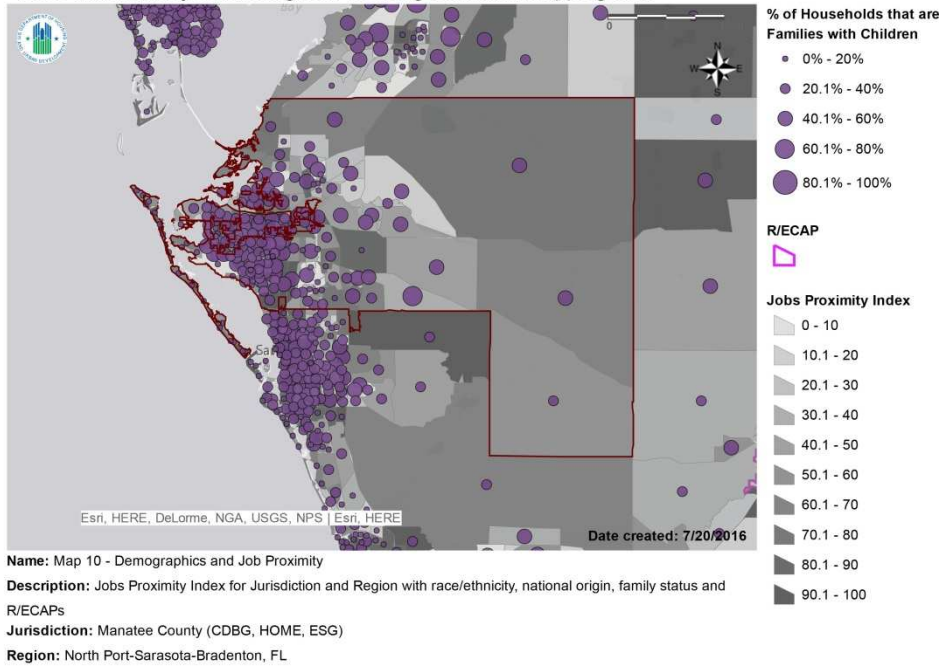 % of Households that are
Families with Children
0% - 20%
20.1% - 40%
40.1% - 60%
60.1% - 80%
80.1% - 100%
R/ECAP
Jobs Proximity Index
0 - 10
10.1 - 20
20.1 - 30
30.1 - 40
40.1 - 50
50.1 - 60
60.1 - 70
70.1 - 80
80.1 - 90
90.1 - 100
Bay
0
N
W E
S
Esri, HERE, DeLorme, NGA, USGS, NPS | Esri, HERE
Date created: 7/20/2016
Name: Map 10 - Demographics and Job Proximity
Description: Jobs Proximity Index for Jurisdiction and Region with race/ethnicity, national origin, family status and
R/ECAPs
Jurisdiction: Manatee County (CDBG, HOME, ESG)
Region: North Port-Sarasota-Bradenton, FL